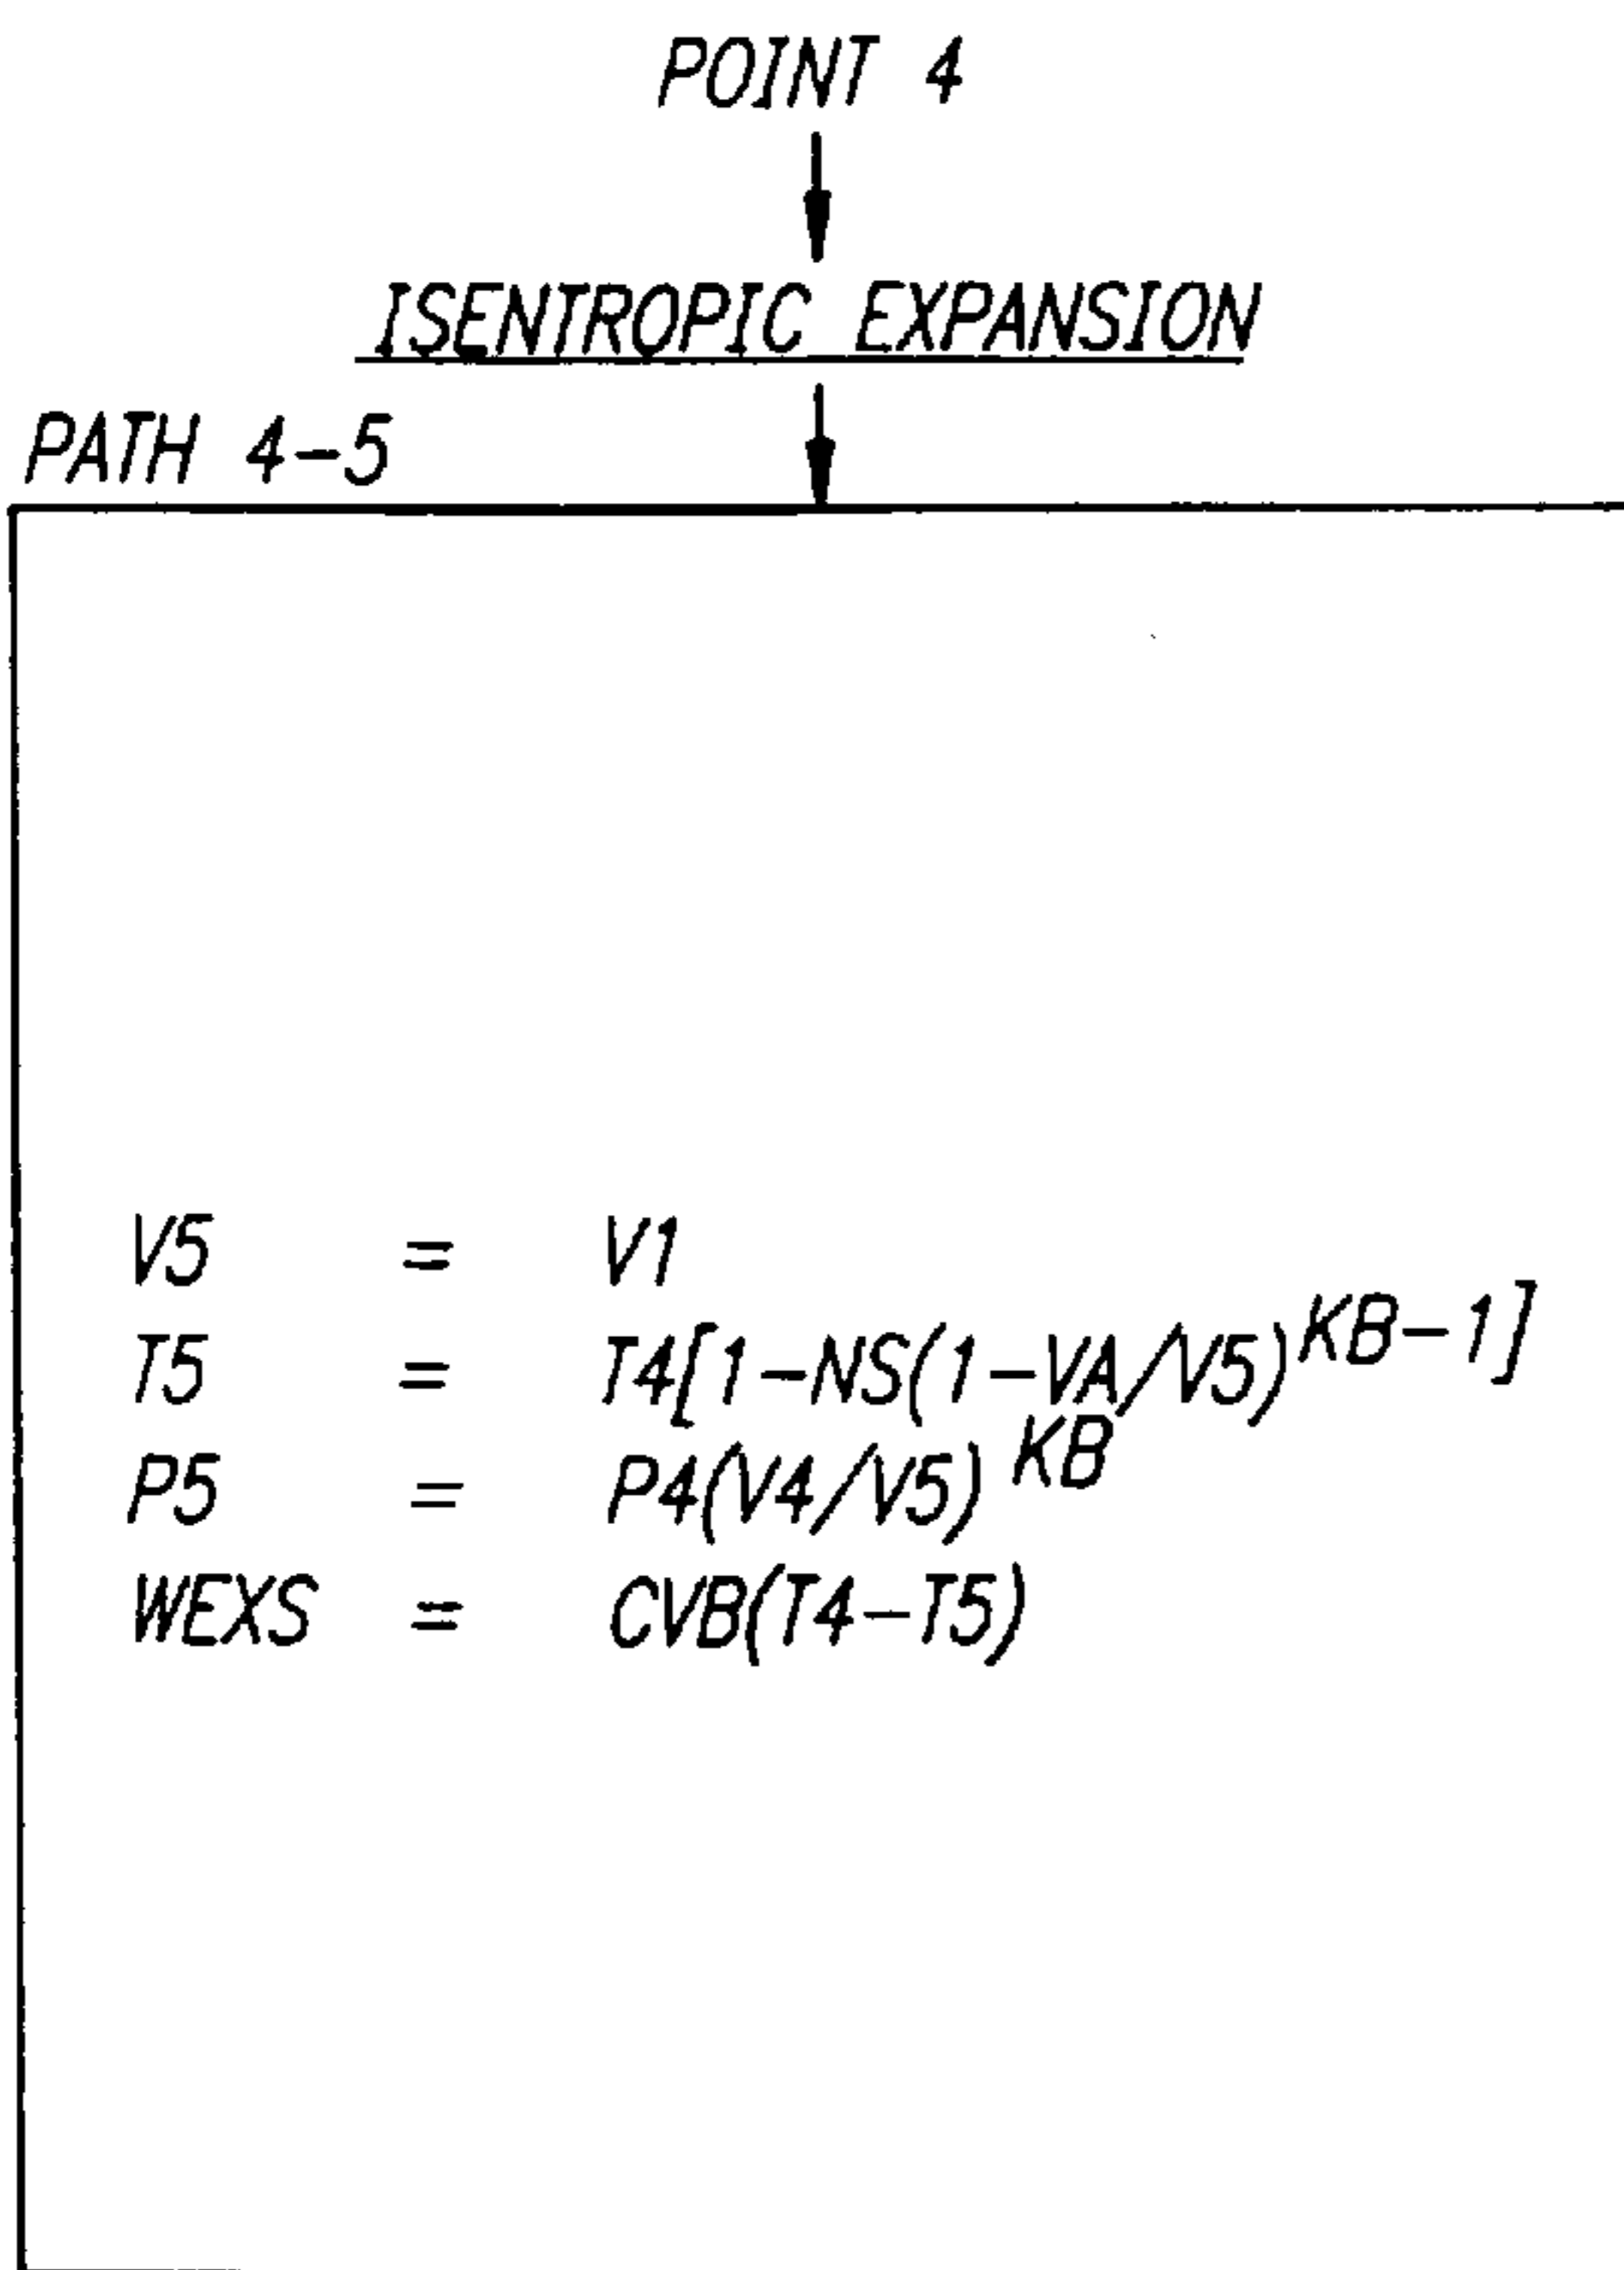 POINT 4
ISENTROPIC EXPANSION
PATH 4-5
V5 = V1
T5 = T4[1-NS(1-VA/V5)^KB-1]
P5 = P4(V4/V5)^KB
WEXS = CVB(T4-T5)